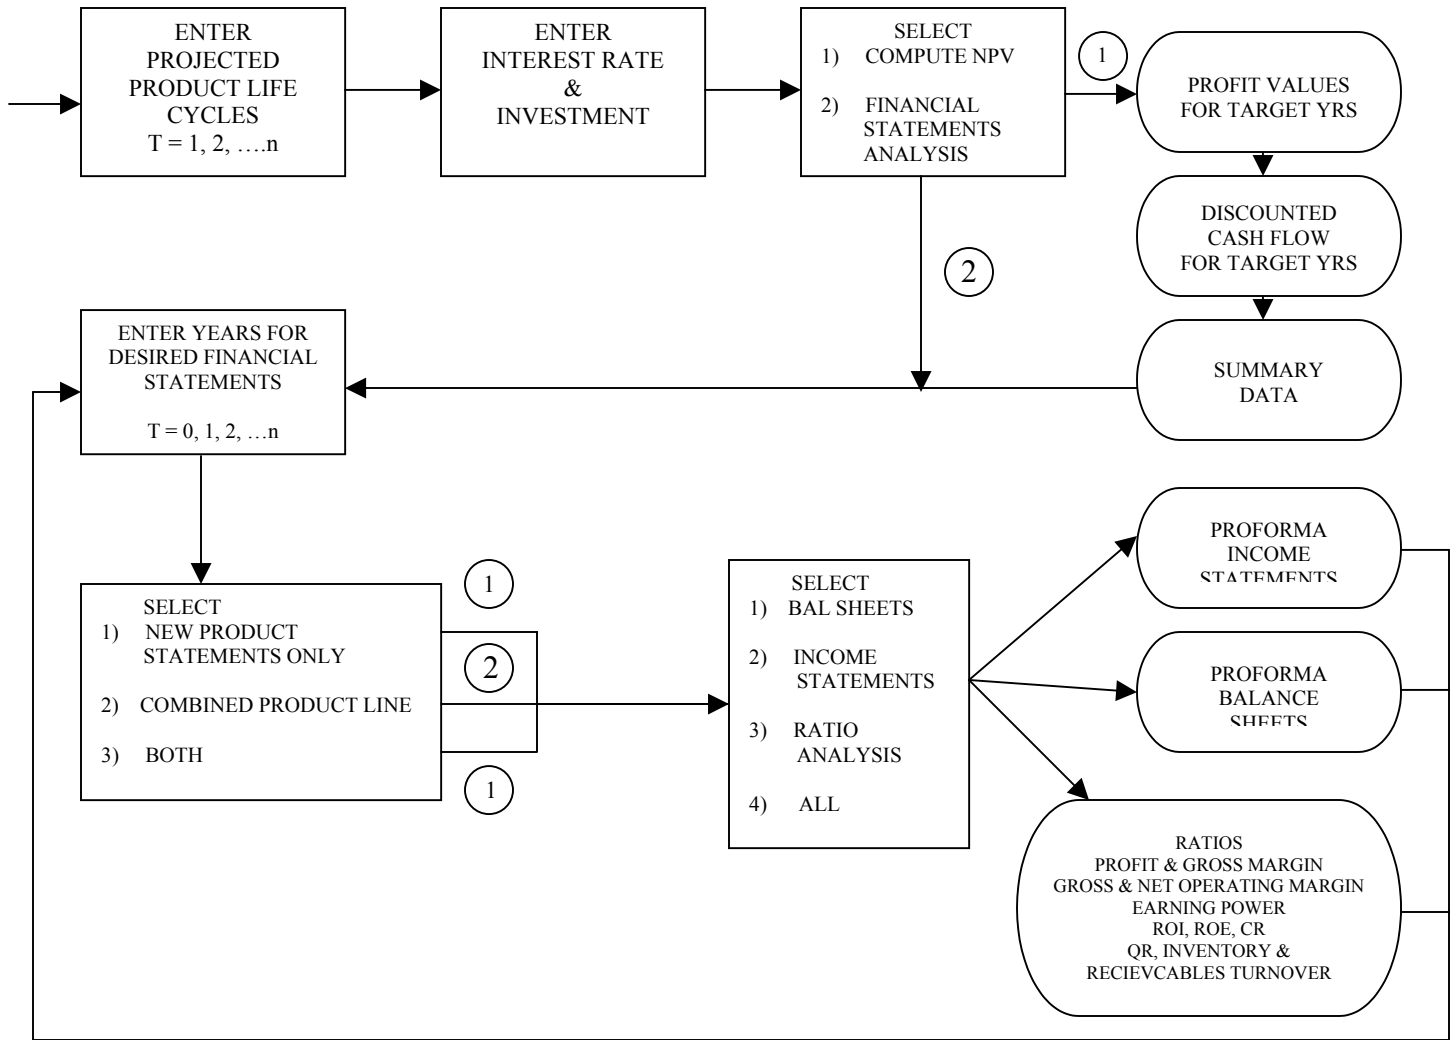 ENTER
PROJECTED
PRODUCT LIFE
CYCLES
T = 1, 2, ….n
ENTER
INTEREST RATE
&
INVESTMENT
SELECT
1) COMPUTE NPV
2) FINANCIAL
STATEMENTS
ANALYSIS
1
PROFIT VALUES
FOR TARGET YRS
DISCOUNTED
CASH FLOW
FOR TARGET YRS
2
SUMMARY
DATA
ENTER YEARS FOR
DESIRED FINANCIAL
STATEMENTS
T = 0, 1, 2, …n
SELECT
1) NEW PRODUCT
STATEMENTS ONLY
2) COMBINED PRODUCT LINE
3) BOTH
1
2
1
SELECT
1) BAL SHEETS
2) INCOME
STATEMENTS
3) RATIO
ANALYSIS
4) ALL
PROFORMA
INCOME
STATEMENTS
PROFORMA
BALANCE
SHEETS
RATIOS
PROFIT & GROSS MARGIN
GROSS & NET OPERATING MARGIN
EARNING POWER
ROI, ROE, CR
QR, INVENTORY &
RECIEVCABLES TURNOVER